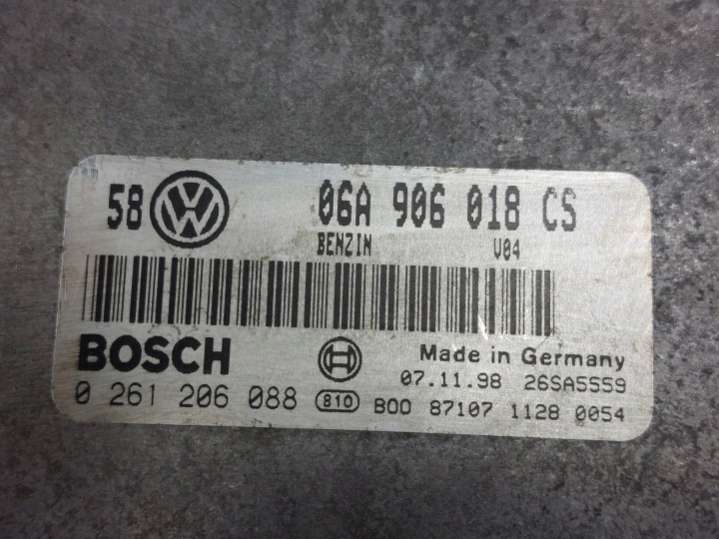 58 06A 906 018 CS
BENZIN V04
BOSCH
Made in Germany
07.11.98 26SA5559
0 261 206 088 810 B00 87107 1128 0054